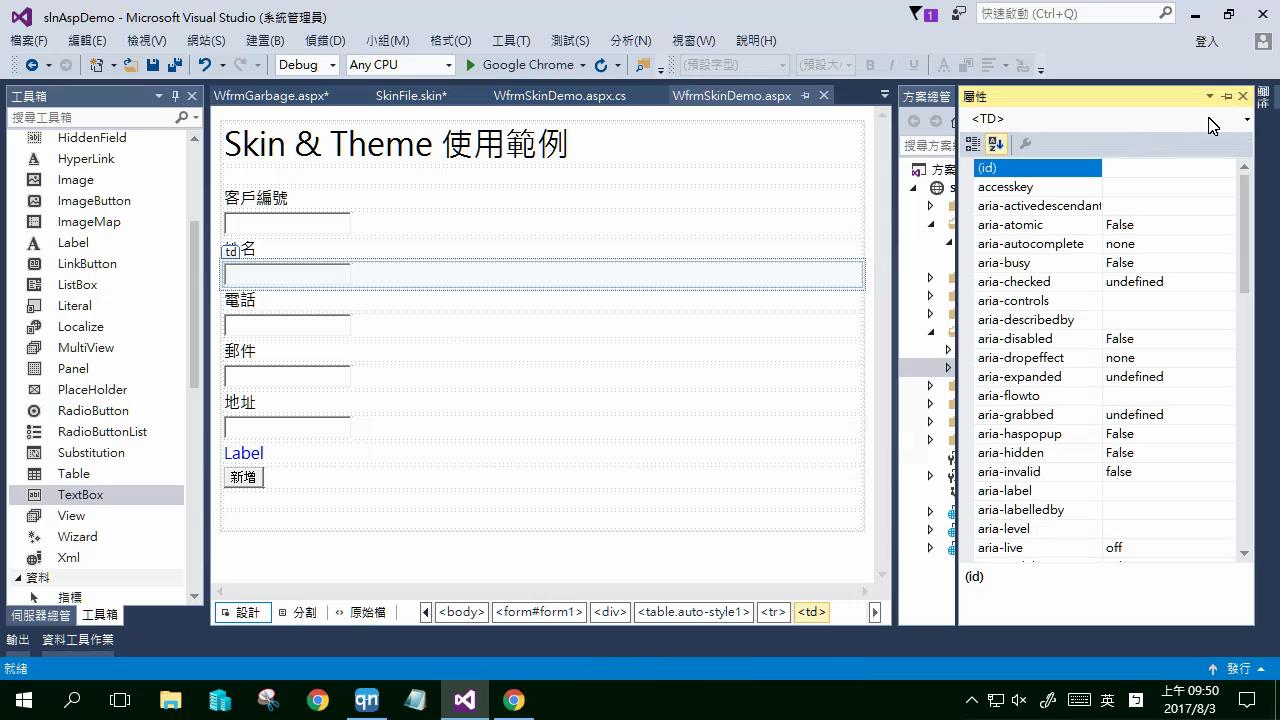 slnAspDemo - Microsoft Visual Studio (系統管理員)
1
快速啟動 (Ctrl+Q)
檔案(F) 編輯(E) 檢視(V) 網站(S) 建置(B) 偵錯(D) 小組(M) 格式(O) 工具(T) 測試(S) 分析(N) 視窗(W) 說明(H)
登入
Debug Any CPU Google Chrome (預設字型) (預設大 B I U A
工具箱
搜尋工具箱
HiddenField
HyperLink
Image
ImageButton
ImageMap
Label
LinkButton
ListBox
Literal
Localize
MultiView
Panel
PlaceHolder
RadioButton
RadioButtonList
Substitution
Table
TextBox
View
Wizard
Xml
資料
指標
伺服器總管 工具箱
WfrmGarbage.aspx* SkinFile.skin* WfrmSkinDemo.aspx.cs WfrmSkinDemo.aspx
Skin & Theme 使用範例
客戶編號
td 名
電話
郵件
地址
Label
新增
設計 分割 原始檔 <body> <form#form1> <div> <table.auto-style1> <tr> <td>
方案總管
搜尋方案
方案
屬性
<TD>
(id)
accesskey
aria-activedescendant
aria-atomic False
aria-autocomplete none
aria-busy False
aria-checked undefined
aria-controls
aria-describedby
aria-disabled False
aria-dropeffect none
aria-expanded undefined
aria-flowto
aria-grabbed undefined
aria-haspopup False
aria-hidden False
aria-invalid false
aria-label
aria-labelledby
aria-level
aria-live off
(id)
輸出 資料工具作業
就緒
發行
qn
英
上午 09:50
2017/8/3